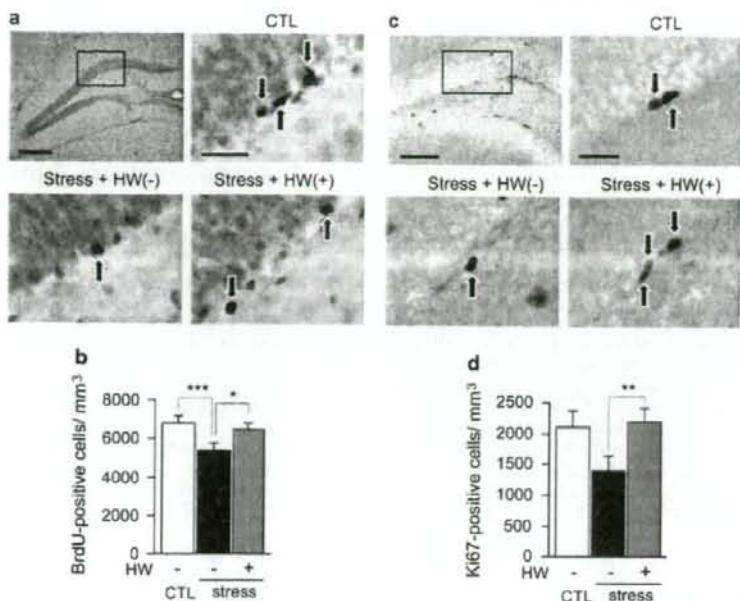 a
CTL
Stress + HW(-)
Stress + HW(+)
b
BrdU-positive cells/ mm³
8000
6000
4000
2000
0
***
*
HW
-
-
+
CTL
stress
c
CTL
Stress + HW(-)
Stress + HW(+)
d
Ki67-positive cells/ mm³
2500
2000
1500
1000
500
0
**
HW
-
-
+
CTL
stress